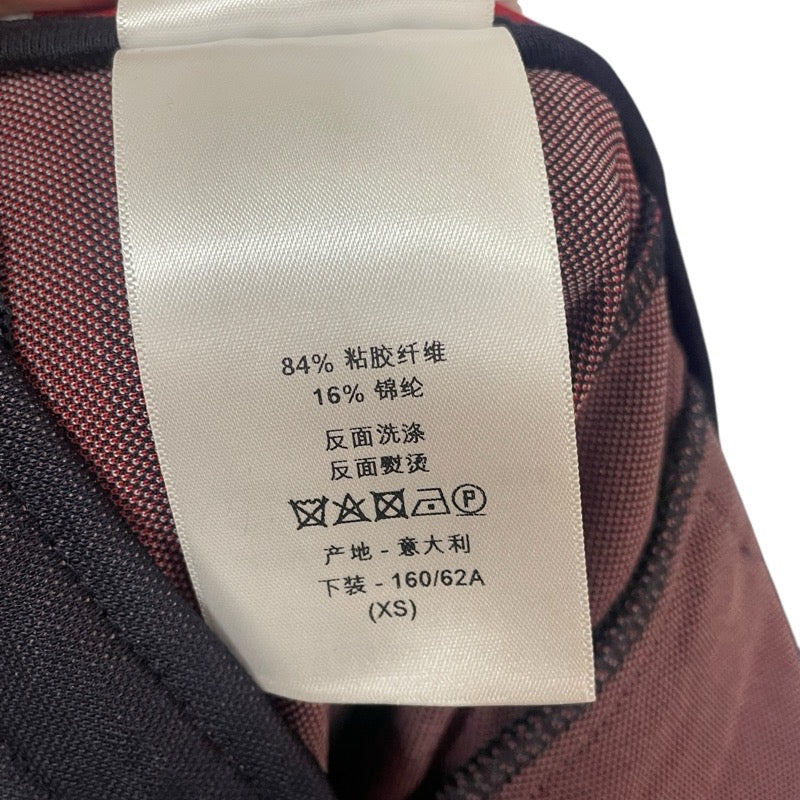 84% 粘胶纤维
16% 锦纶
反面洗涤
反面熨烫
P
产地 - 意大利
下装 - 160/62A
(XS)